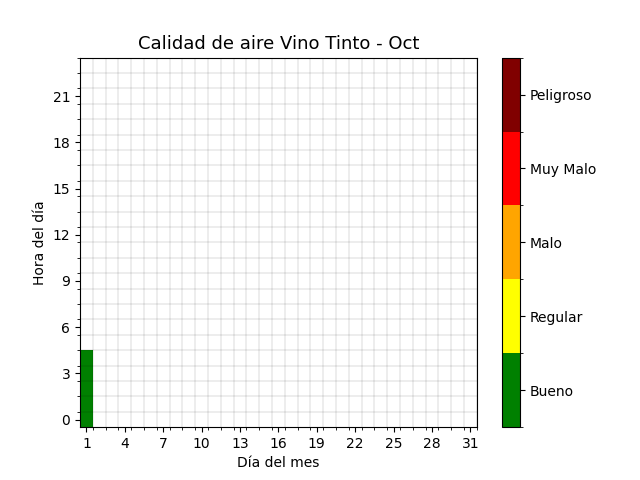 Calidad de aire Vino Tinto - Oct
Hora del día
21
18
15
12
9
6
3
0
1 4 7 10 13 16 19 22 25 28 31
Día del mes
Peligroso
Muy Malo
Malo
Regular
Bueno